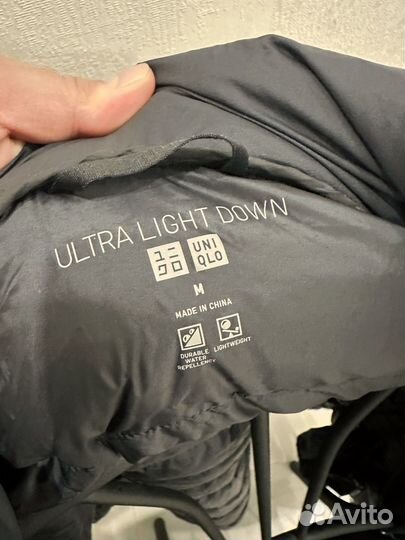 ULTRA LIGHT DOWN
ユニ UNI
クロ QLO
M
MADE IN CHINA
DURABLE LIGHTWEIGHT
WATER
REPELLENCY
Avito